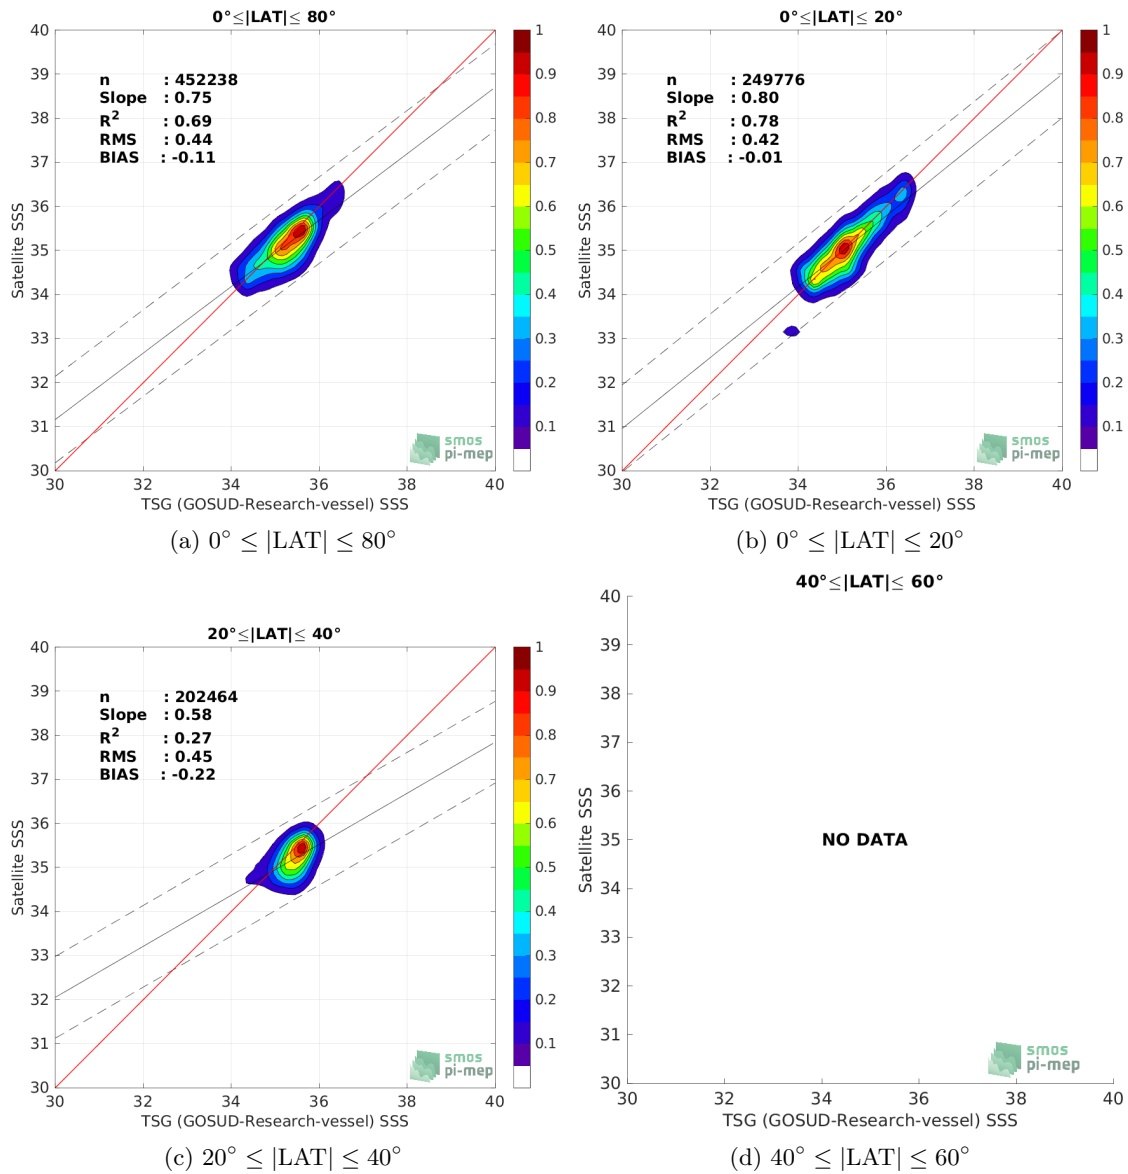 0°≤|LAT|≤ 80°
40
39
38
37
36
35
34
33
32
31
30
Satellite SSS
n : 452238
Slope : 0.75
R² : 0.69
RMS : 0.44
BIAS : -0.11
smos
pi-mep
30 32 34 36 38 40
TSG (GOSUD-Research-vessel) SSS
1
0.9
0.8
0.7
0.6
0.5
0.4
0.3
0.2
0.1
(a) 0° ≤ |LAT| ≤ 80°
0°≤|LAT|≤ 20°
40
39
38
37
36
35
34
33
32
31
30
Satellite SSS
n : 249776
Slope : 0.80
R² : 0.78
RMS : 0.42
BIAS : -0.01
smos
pi-mep
30 32 34 36 38 40
TSG (GOSUD-Research-vessel) SSS
1
0.9
0.8
0.7
0.6
0.5
0.4
0.3
0.2
0.1
(b) 0° ≤ |LAT| ≤ 20°
20°≤|LAT|≤ 40°
40
39
38
37
36
35
34
33
32
31
30
Satellite SSS
n : 202464
Slope : 0.58
R² : 0.27
RMS : 0.45
BIAS : -0.22
smos
pi-mep
30 32 34 36 38 40
TSG (GOSUD-Research-vessel) SSS
1
0.9
0.8
0.7
0.6
0.5
0.4
0.3
0.2
0.1
(c) 20° ≤ |LAT| ≤ 40°
40°≤|LAT|≤ 60°
40
39
38
37
36
35
34
33
32
31
30
Satellite SSS
NO DATA
smos
pi-mep
30 32 34 36 38 40
TSG (GOSUD-Research-vessel) SSS
(d) 40° ≤ |LAT| ≤ 60°